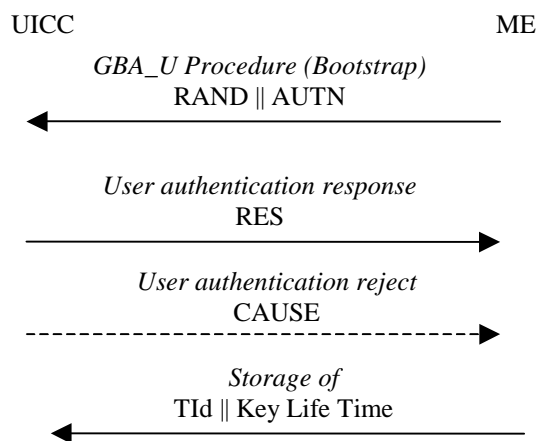 UICC ME
GBA_U Procedure (Bootstrap)
RAND || AUTN
User authentication response
RES
User authentication reject
CAUSE
Storage of
TId || Key Life Time